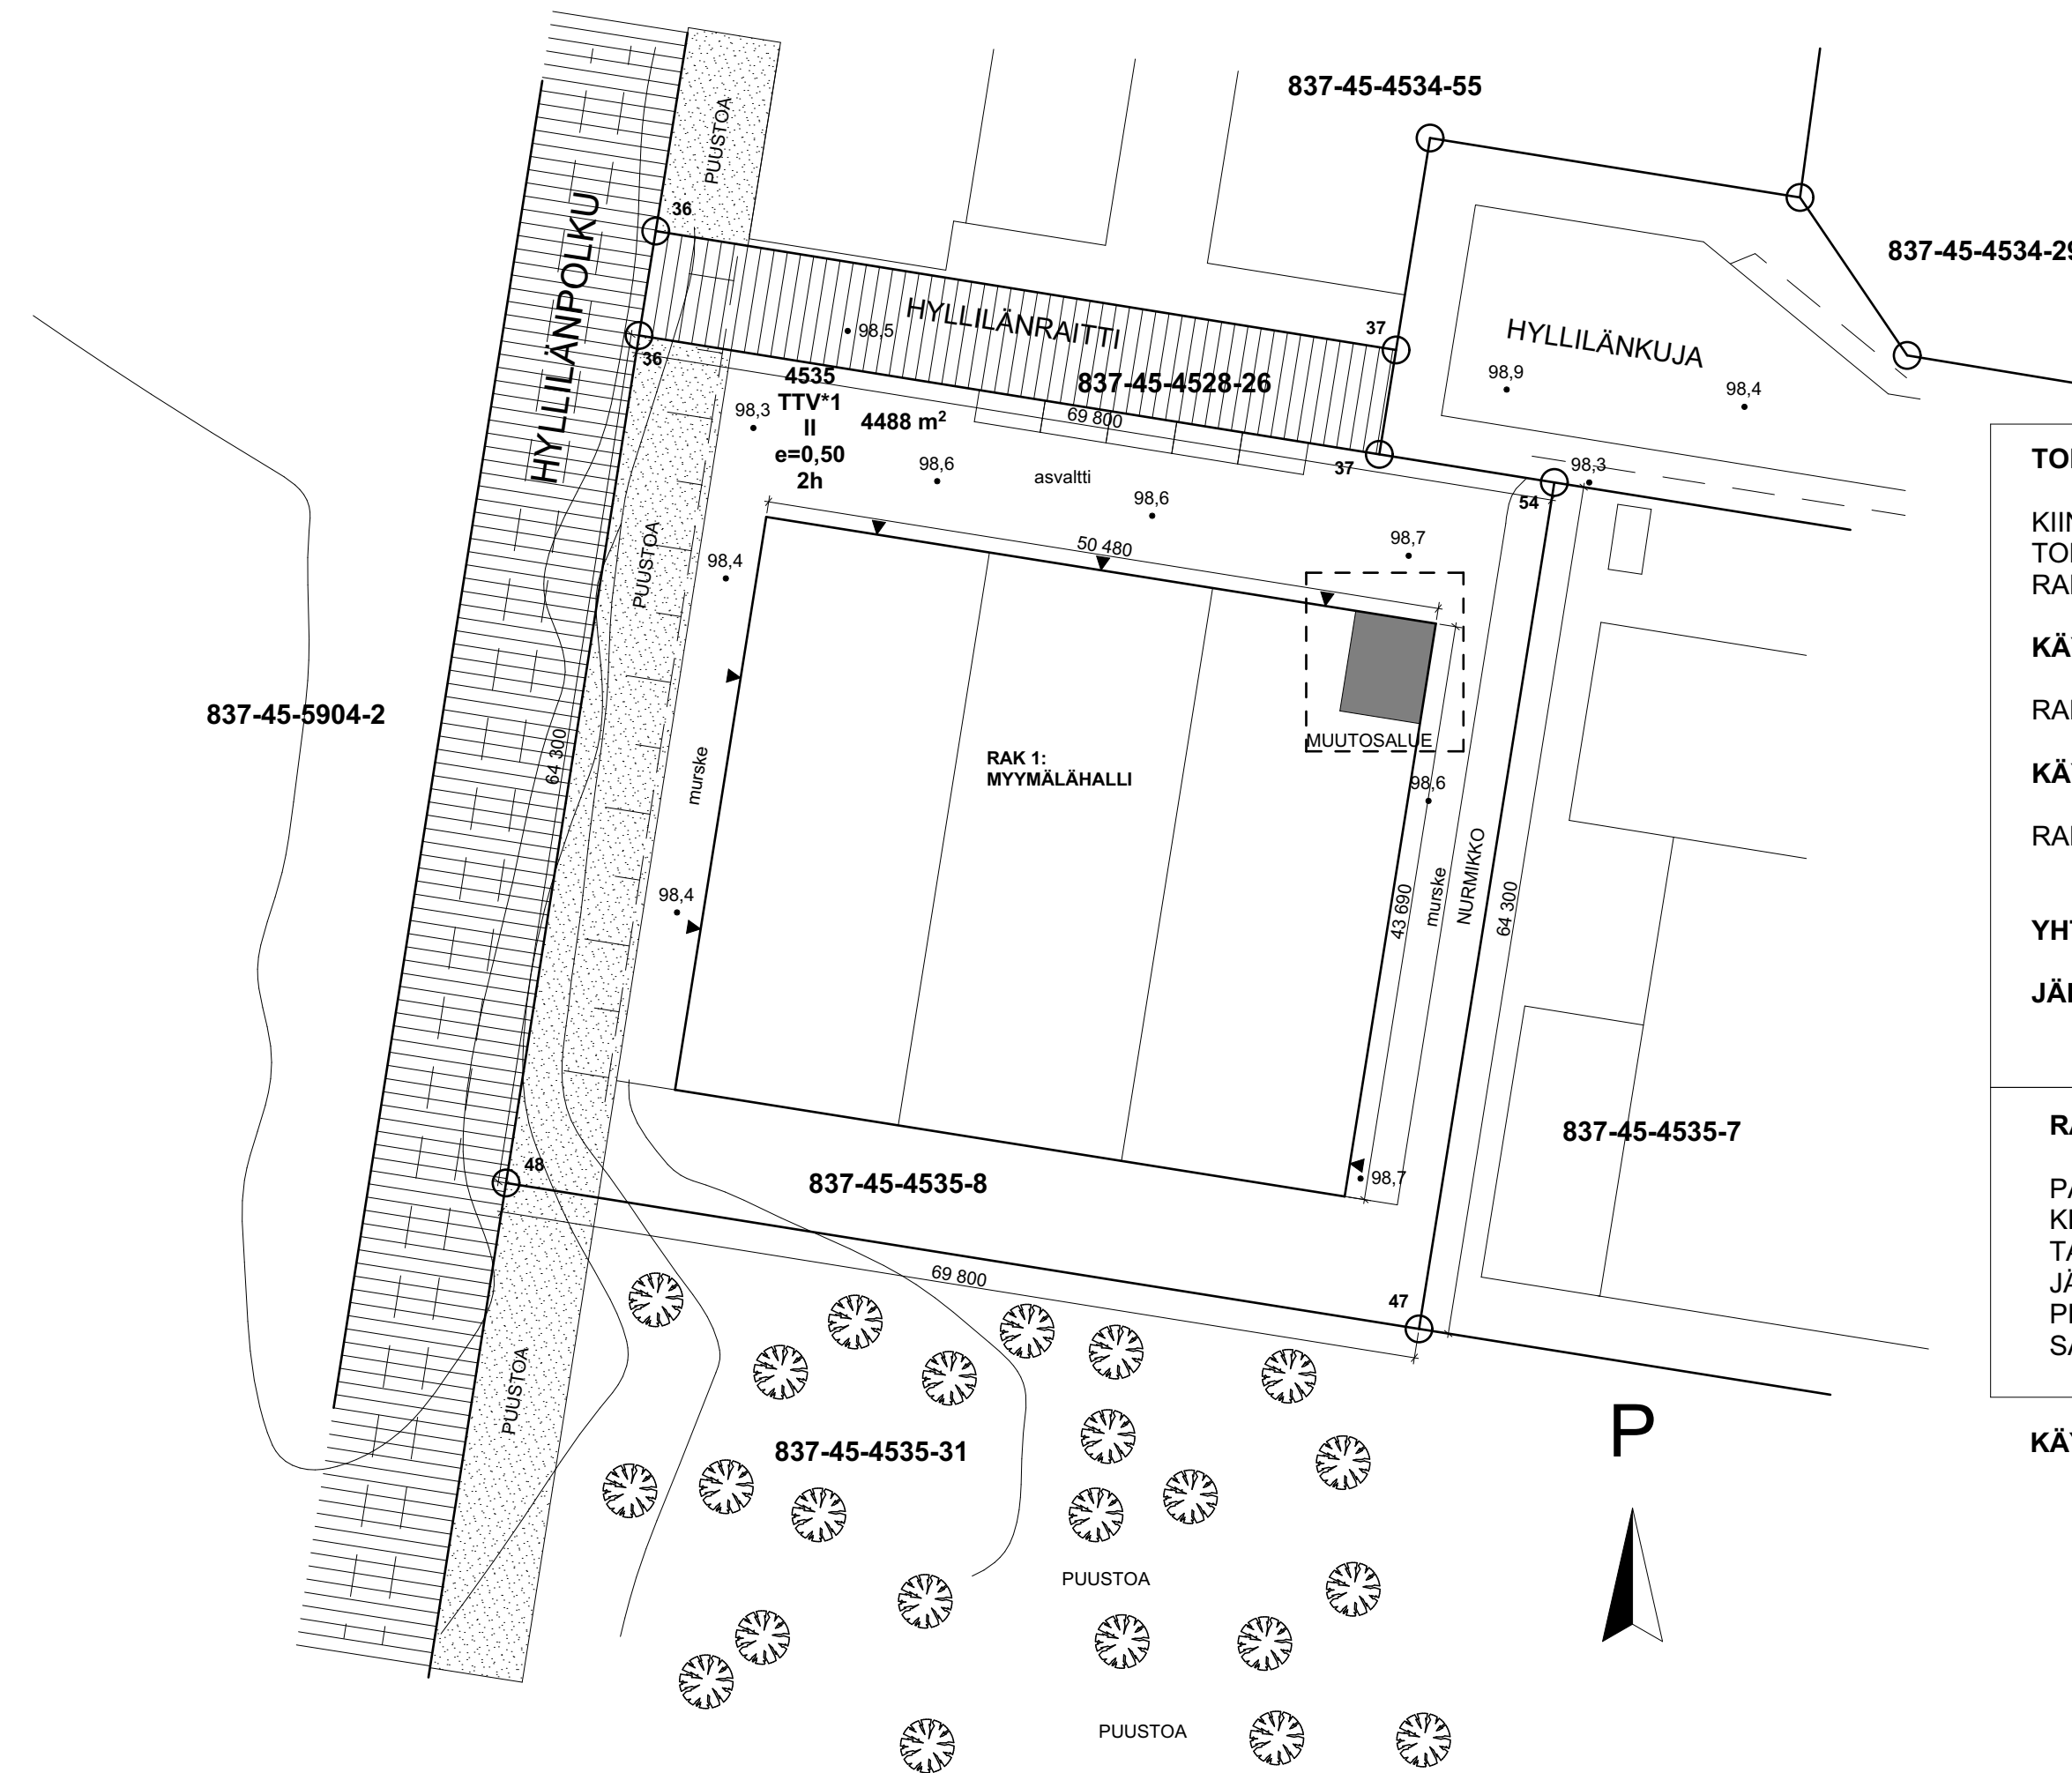 837-45-4534-55
PUUSTOA
36
HYLLILÄNPOLKU
837-45-4534-29
HYLLILÄNRAITTI
98,5
37
HYLLILÄNKUJA
98,9
98,4
36
4535
TTV*1
II
e=0,50
2h
4488 m²
837-45-4528-26
69 800
98,3
98,6
asvaltti
37
98,3
54
98,6
98,7
50 480
98,4
PUUSTOA
837-45-5904-2
64 300
murske
RAK 1:
MYYMÄLÄHALLI
MUUTOSALUE
98,6
98,4
43 690
murske
NURMIKKO
64 300
837-45-4535-7
48
837-45-4535-8
98,7
69 800
47
PUUSTOA
837-45-4535-31
P
PUUSTOA
PUUSTOA